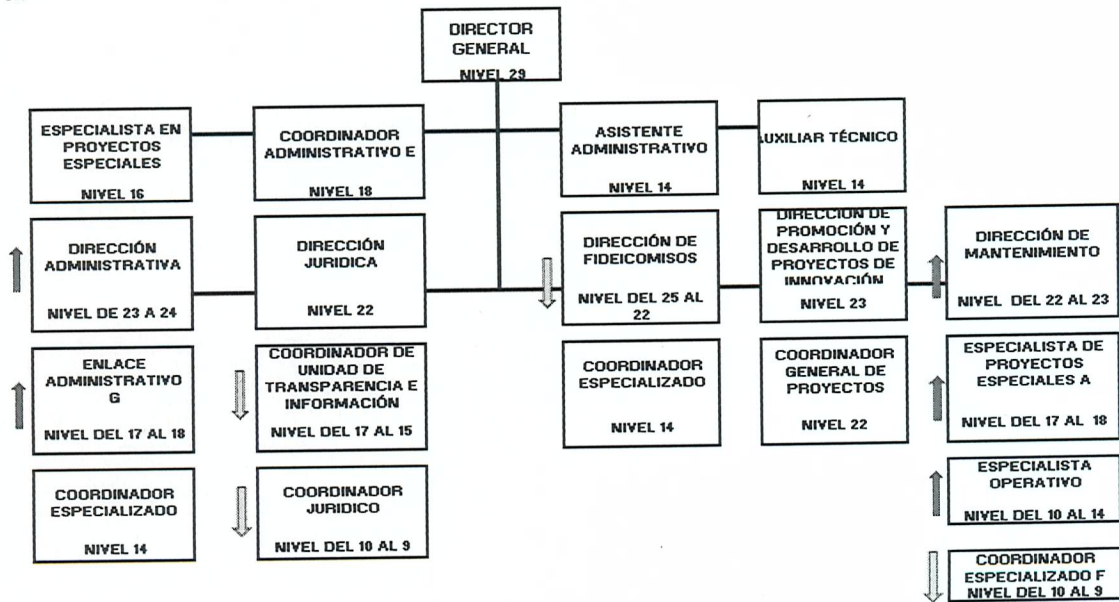 DIRECTOR
GENERAL
NIVEL 29
ESPECIALISTA EN
PROYECTOS
ESPECIALES
NIVEL 16
COORDINADOR
ADMINISTRATIVO E
NIVEL 18
ASISTENTE
ADMINISTRATIVO
NIVEL 14
UXILIAR TÉCNICO
NIVEL 14
DIRECCIÓN
ADMINISTRATIVA
NIVEL DE 23 A 24
DIRECCIÓN
JURIDICA
NIVEL 22
DIRECCIÓN DE
FIDEICOMISOS
NIVEL DEL 25 AL
22
DIRECCIÓN DE
PROMOCIÓN Y
DESARROLLO DE
PROYECTOS DE
INNOVACIÓN
NIVEL 23
DIRECCIÓN DE
MANTENIMIENTO
NIVEL DEL 22 AL 23
ENLACE
ADMINISTRATIVO
G
NIVEL DEL 17 AL 18
COORDINADOR DE
UNIDAD DE
TRANSPARENCIA E
INFORMACIÓN
NIVEL DEL 17 AL 15
COORDINADOR
ESPECIALIZADO
NIVEL 14
COORDINADOR
GENERAL DE
PROYECTOS
NIVEL 22
ESPECIALISTA DE
PROYECTOS
ESPECIALES A
NIVEL DEL 17 AL 18
COORDINADOR
ESPECIALIZADO
NIVEL 14
COORDINADOR
JURIDICO
NIVEL DEL 10 AL 9
ESPECIALISTA
OPERATIVO
NIVEL DEL 10 AL 14
COORDINADOR
ESPECIALIZADO F
NIVEL DEL 10 AL 9